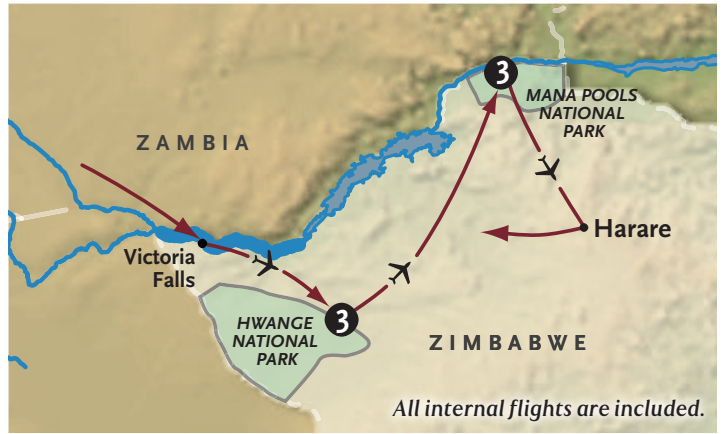 3
MANA POOLS
NATIONAL
PARK
ZAMBIA
Harare
Victoria
Falls
3
HWANGE
NATIONAL
PARK
ZIMBABWE
All internal flights are included.